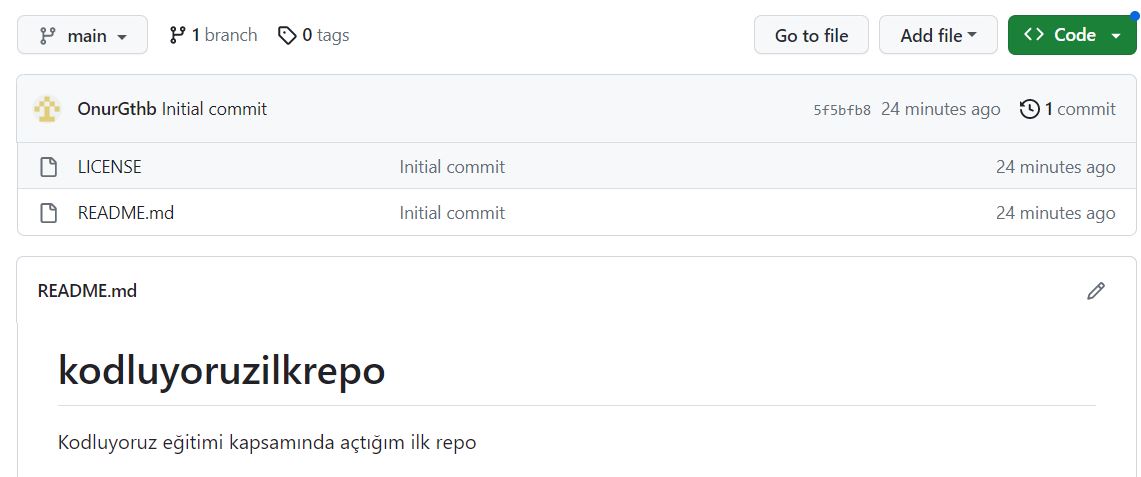 main 1 branch 0 tags Go to file Add file Code
OnurGthb Initial commit 5f5bfb8 24 minutes ago 1 commit
LICENSE Initial commit 24 minutes ago
README.md Initial commit 24 minutes ago
README.md
kodluyoruzilkrepo
Kodluyoruz eğitimi kapsamında açtığım ilk repo